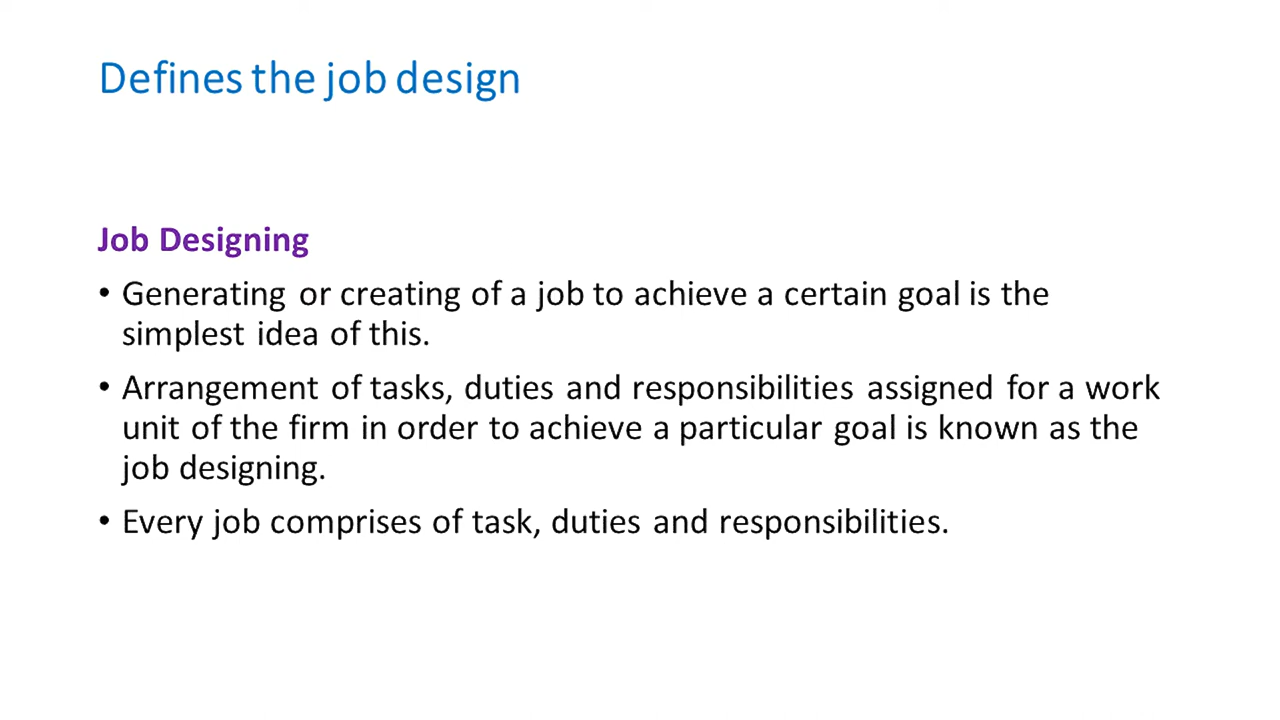 Defines the job design
Job Designing
• Generating or creating of a job to achieve a certain goal is the
simplest idea of this.
• Arrangement of tasks, duties and responsibilities assigned for a work
unit of the firm in order to achieve a particular goal is known as the
job designing.
• Every job comprises of task, duties and responsibilities.